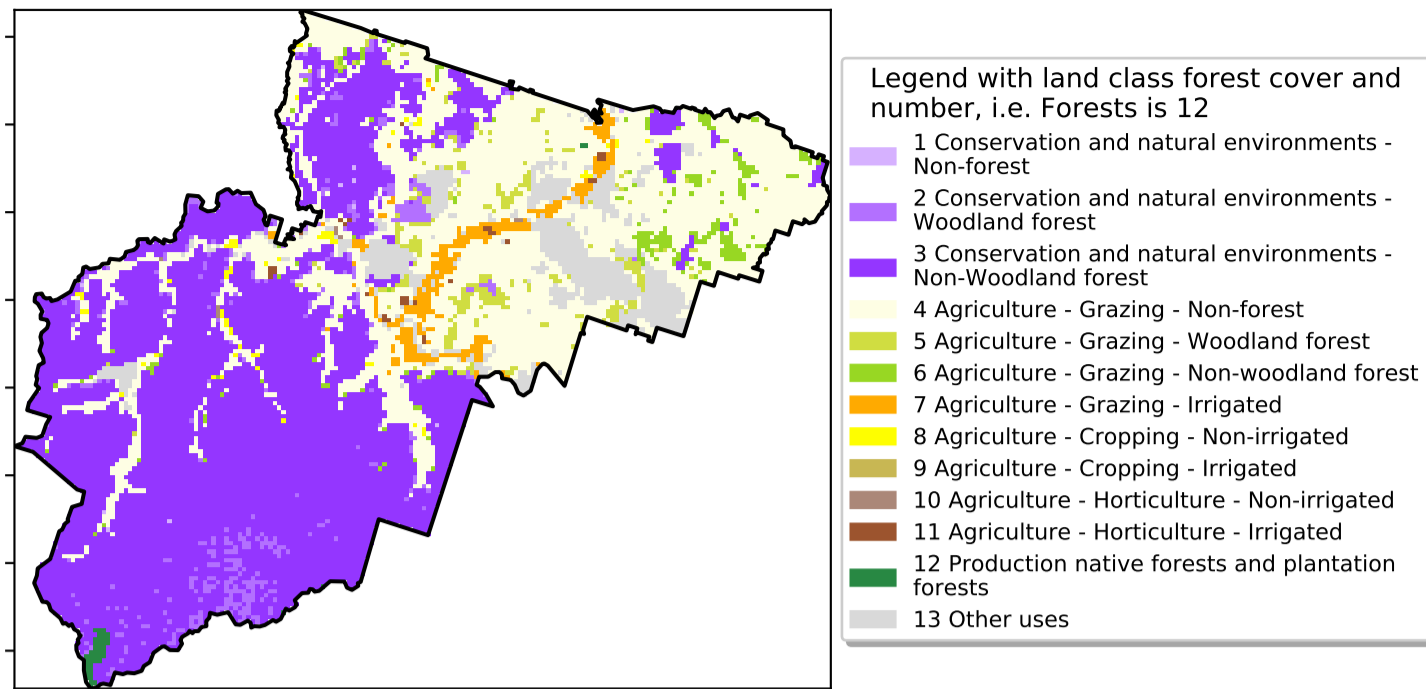 Legend with land class forest cover and
number, i.e. Forests is 12
1 Conservation and natural environments -
Non-forest
2 Conservation and natural environments -
Woodland forest
3 Conservation and natural environments -
Non-Woodland forest
4 Agriculture - Grazing - Non-forest
5 Agriculture - Grazing - Woodland forest
6 Agriculture - Grazing - Non-woodland forest
7 Agriculture - Grazing - Irrigated
8 Agriculture - Cropping - Non-irrigated
9 Agriculture - Cropping - Irrigated
10 Agriculture - Horticulture - Non-irrigated
11 Agriculture - Horticulture - Irrigated
12 Production native forests and plantation
forests
13 Other uses